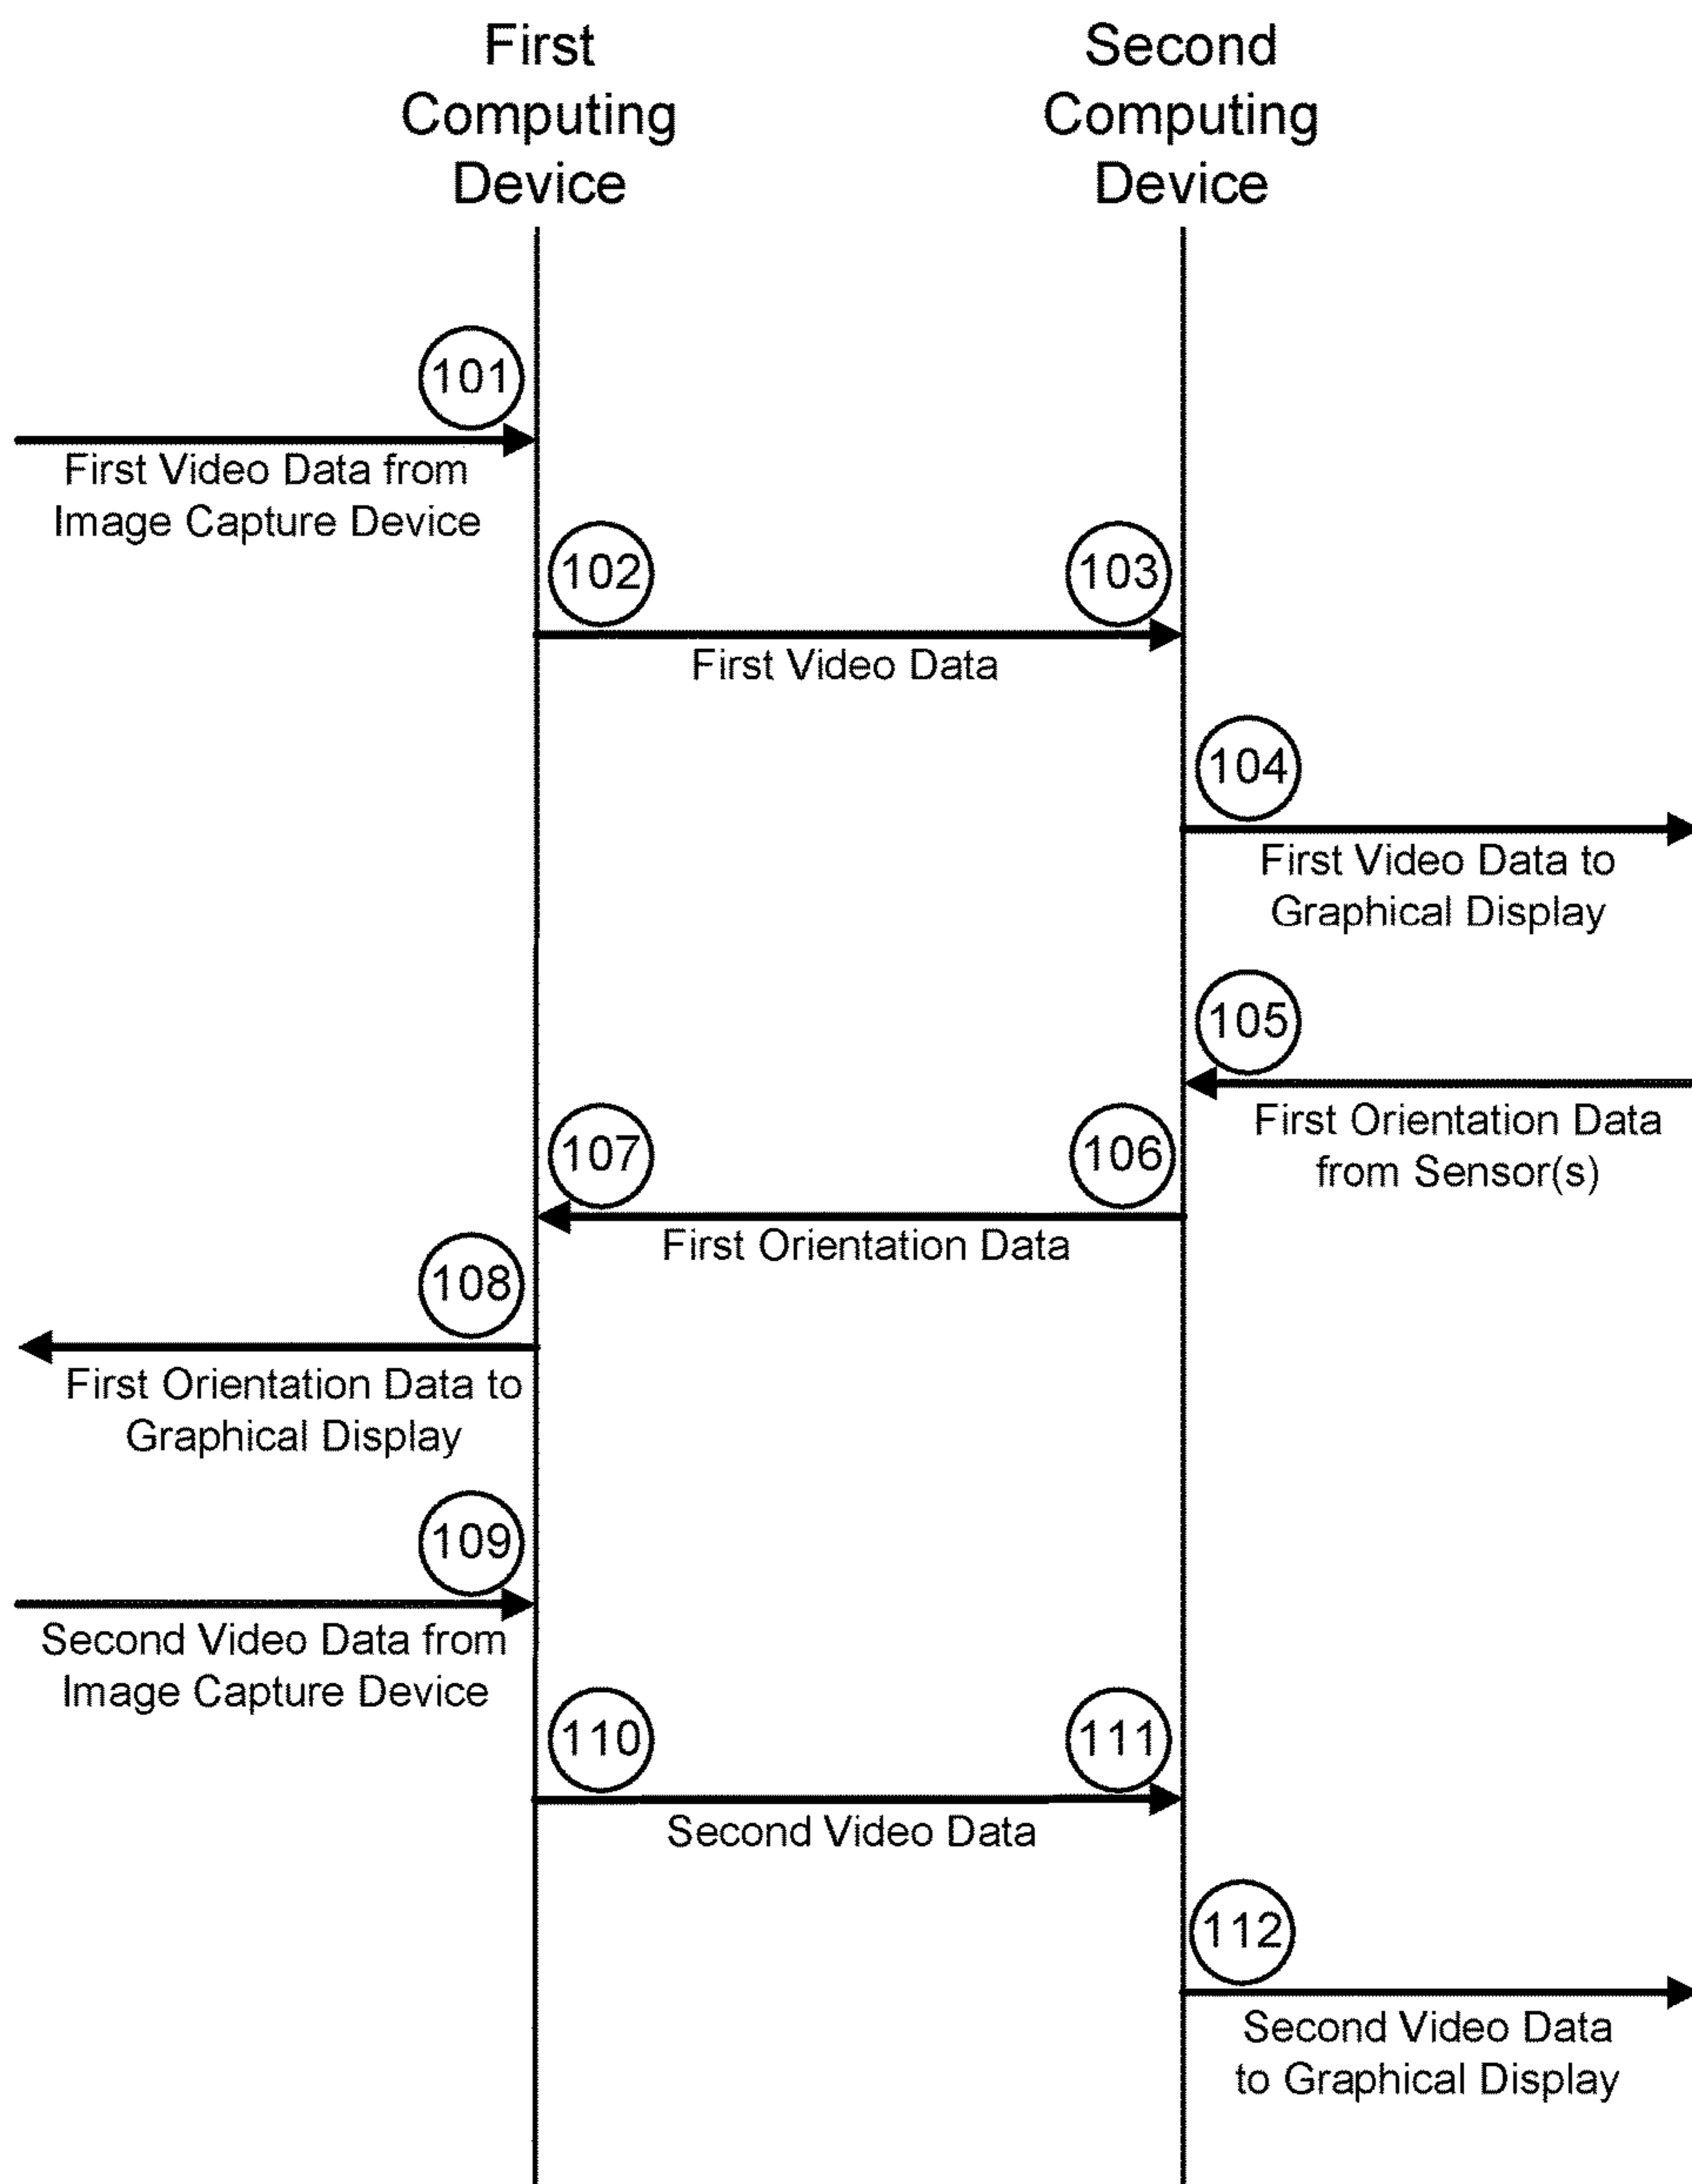 First
Computing
Device
Second
Computing
Device
101
First Video Data from
Image Capture Device
102
103
First Video Data
104
First Video Data to
Graphical Display
105
First Orientation Data
from Sensor(s)
107
106
First Orientation Data
108
First Orientation Data to
Graphical Display
109
Second Video Data from
Image Capture Device
110
111
Second Video Data
112
Second Video Data
to Graphical Display